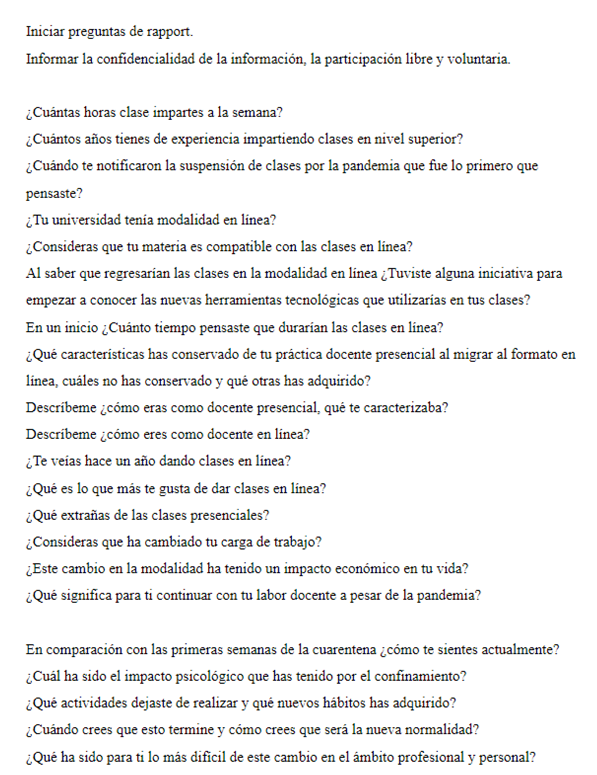 Iniciar preguntas de rapport.
Informar la confidencialidad de la información, la participación libre y voluntaria.
¿Cuántas horas clase impartes a la semana?
¿Cuántos años tienes de experiencia impartiendo clases en nivel superior?
¿Cuándo te notificaron la suspensión de clases por la pandemia que fue lo primero que
pensaste?
¿Tu universidad tenía modalidad en línea?
¿Consideras que tu materia es compatible con las clases en línea?
Al saber que regresarían las clases en la modalidad en línea ¿Tuviste alguna iniciativa para
empezar a conocer las nuevas herramientas tecnológicas que utilizarías en tus clases?
En un inicio ¿Cuánto tiempo pensaste que durarían las clases en línea?
¿Qué características has conservado de tu práctica docente presencial al migrar al formato en
línea, cuáles no has conservado y qué otras has adquirido?
Descríbeme ¿cómo eras como docente presencial, qué te caracterizaba?
Descríbeme ¿cómo eres como docente en línea?
¿Te veías hace un año dando clases en línea?
¿Qué es lo que más te gusta de dar clases en línea?
¿Qué extrañas de las clases presenciales?
¿Consideras que ha cambiado tu carga de trabajo?
¿Este cambio en la modalidad ha tenido un impacto económico en tu vida?
¿Qué significa para ti continuar con tu labor docente a pesar de la pandemia?
En comparación con las primeras semanas de la cuarentena ¿cómo te sientes actualmente?
¿Cuál ha sido el impacto psicológico que has tenido por el confinamiento?
¿Qué actividades dejaste de realizar y qué nuevos hábitos has adquirido?
¿Cuándo crees que esto termine y cómo crees que será la nueva normalidad?
¿Qué ha sido para ti lo más difícil de este cambio en el ámbito profesional y personal?